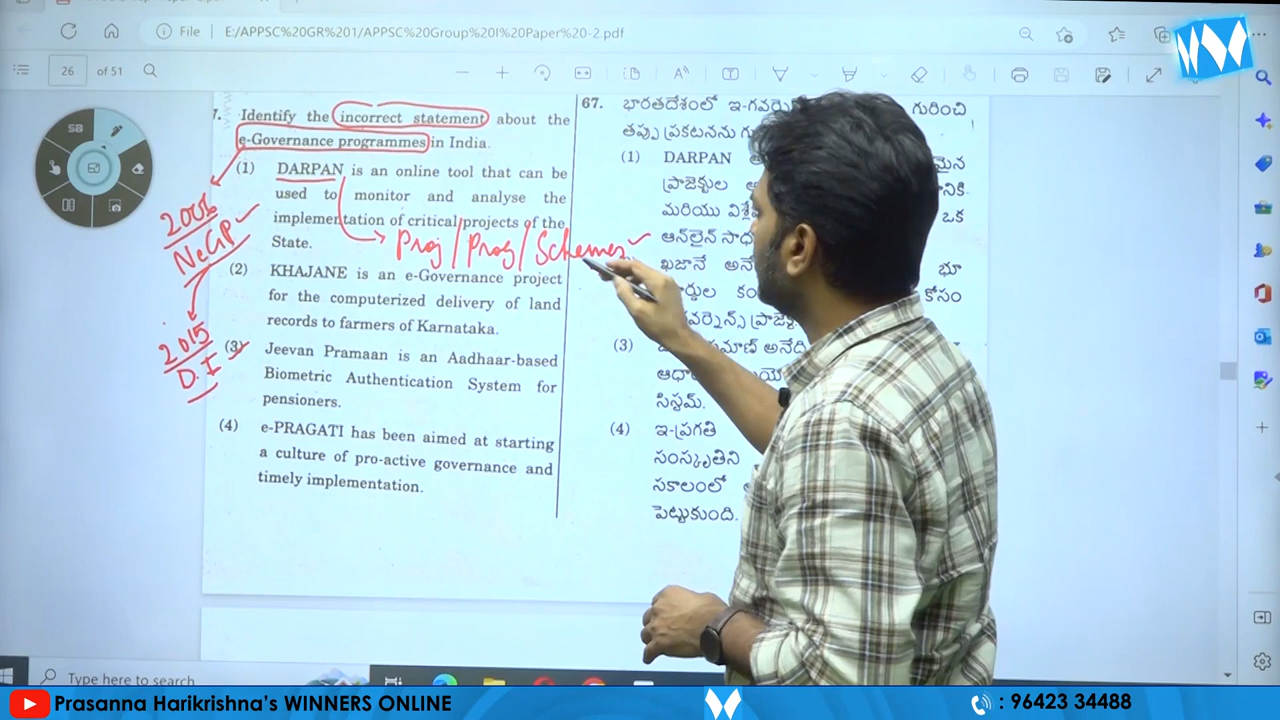 File
E:/APPSC%20GR%201/APPSC%20Group%20I%20Paper%20-2.pdf
26 of 51
7. Identify the incorrect statement about the
e-Governance programmes in India.
(1) DARPAN is an online tool that can be
used to monitor and analyse the
implementation of critical projects of the
State.
(2) KHAJANE is an e-Governance project
for the computerized delivery of land
records to farmers of Karnataka.
(3) Jeevan Pramaan is an Aadhaar-based
Biometric Authentication System for
pensioners.
(4) e-PRAGATI has been aimed at starting
a culture of pro-active governance and
timely implementation.
2006
NeGP
2015
D.I
Proj/Prog/Schemes
67. భారతదేశంలో గురించి
తప్పు ప్రకటనను
(1) DARPAN
ప్రాజెక్టుల
మరియు ఒక
ఆన్‌లైన్
ఖజానే భూ
కోసం
(3)
సిస్టమ్.
(4) ఇ-ప్రగతి
సంస్కృతిని
సకాలంలో
పెట్టుకుంది.
Type here to search
Prasanna Harikrishna's WINNERS ONLINE
: 96423 34488